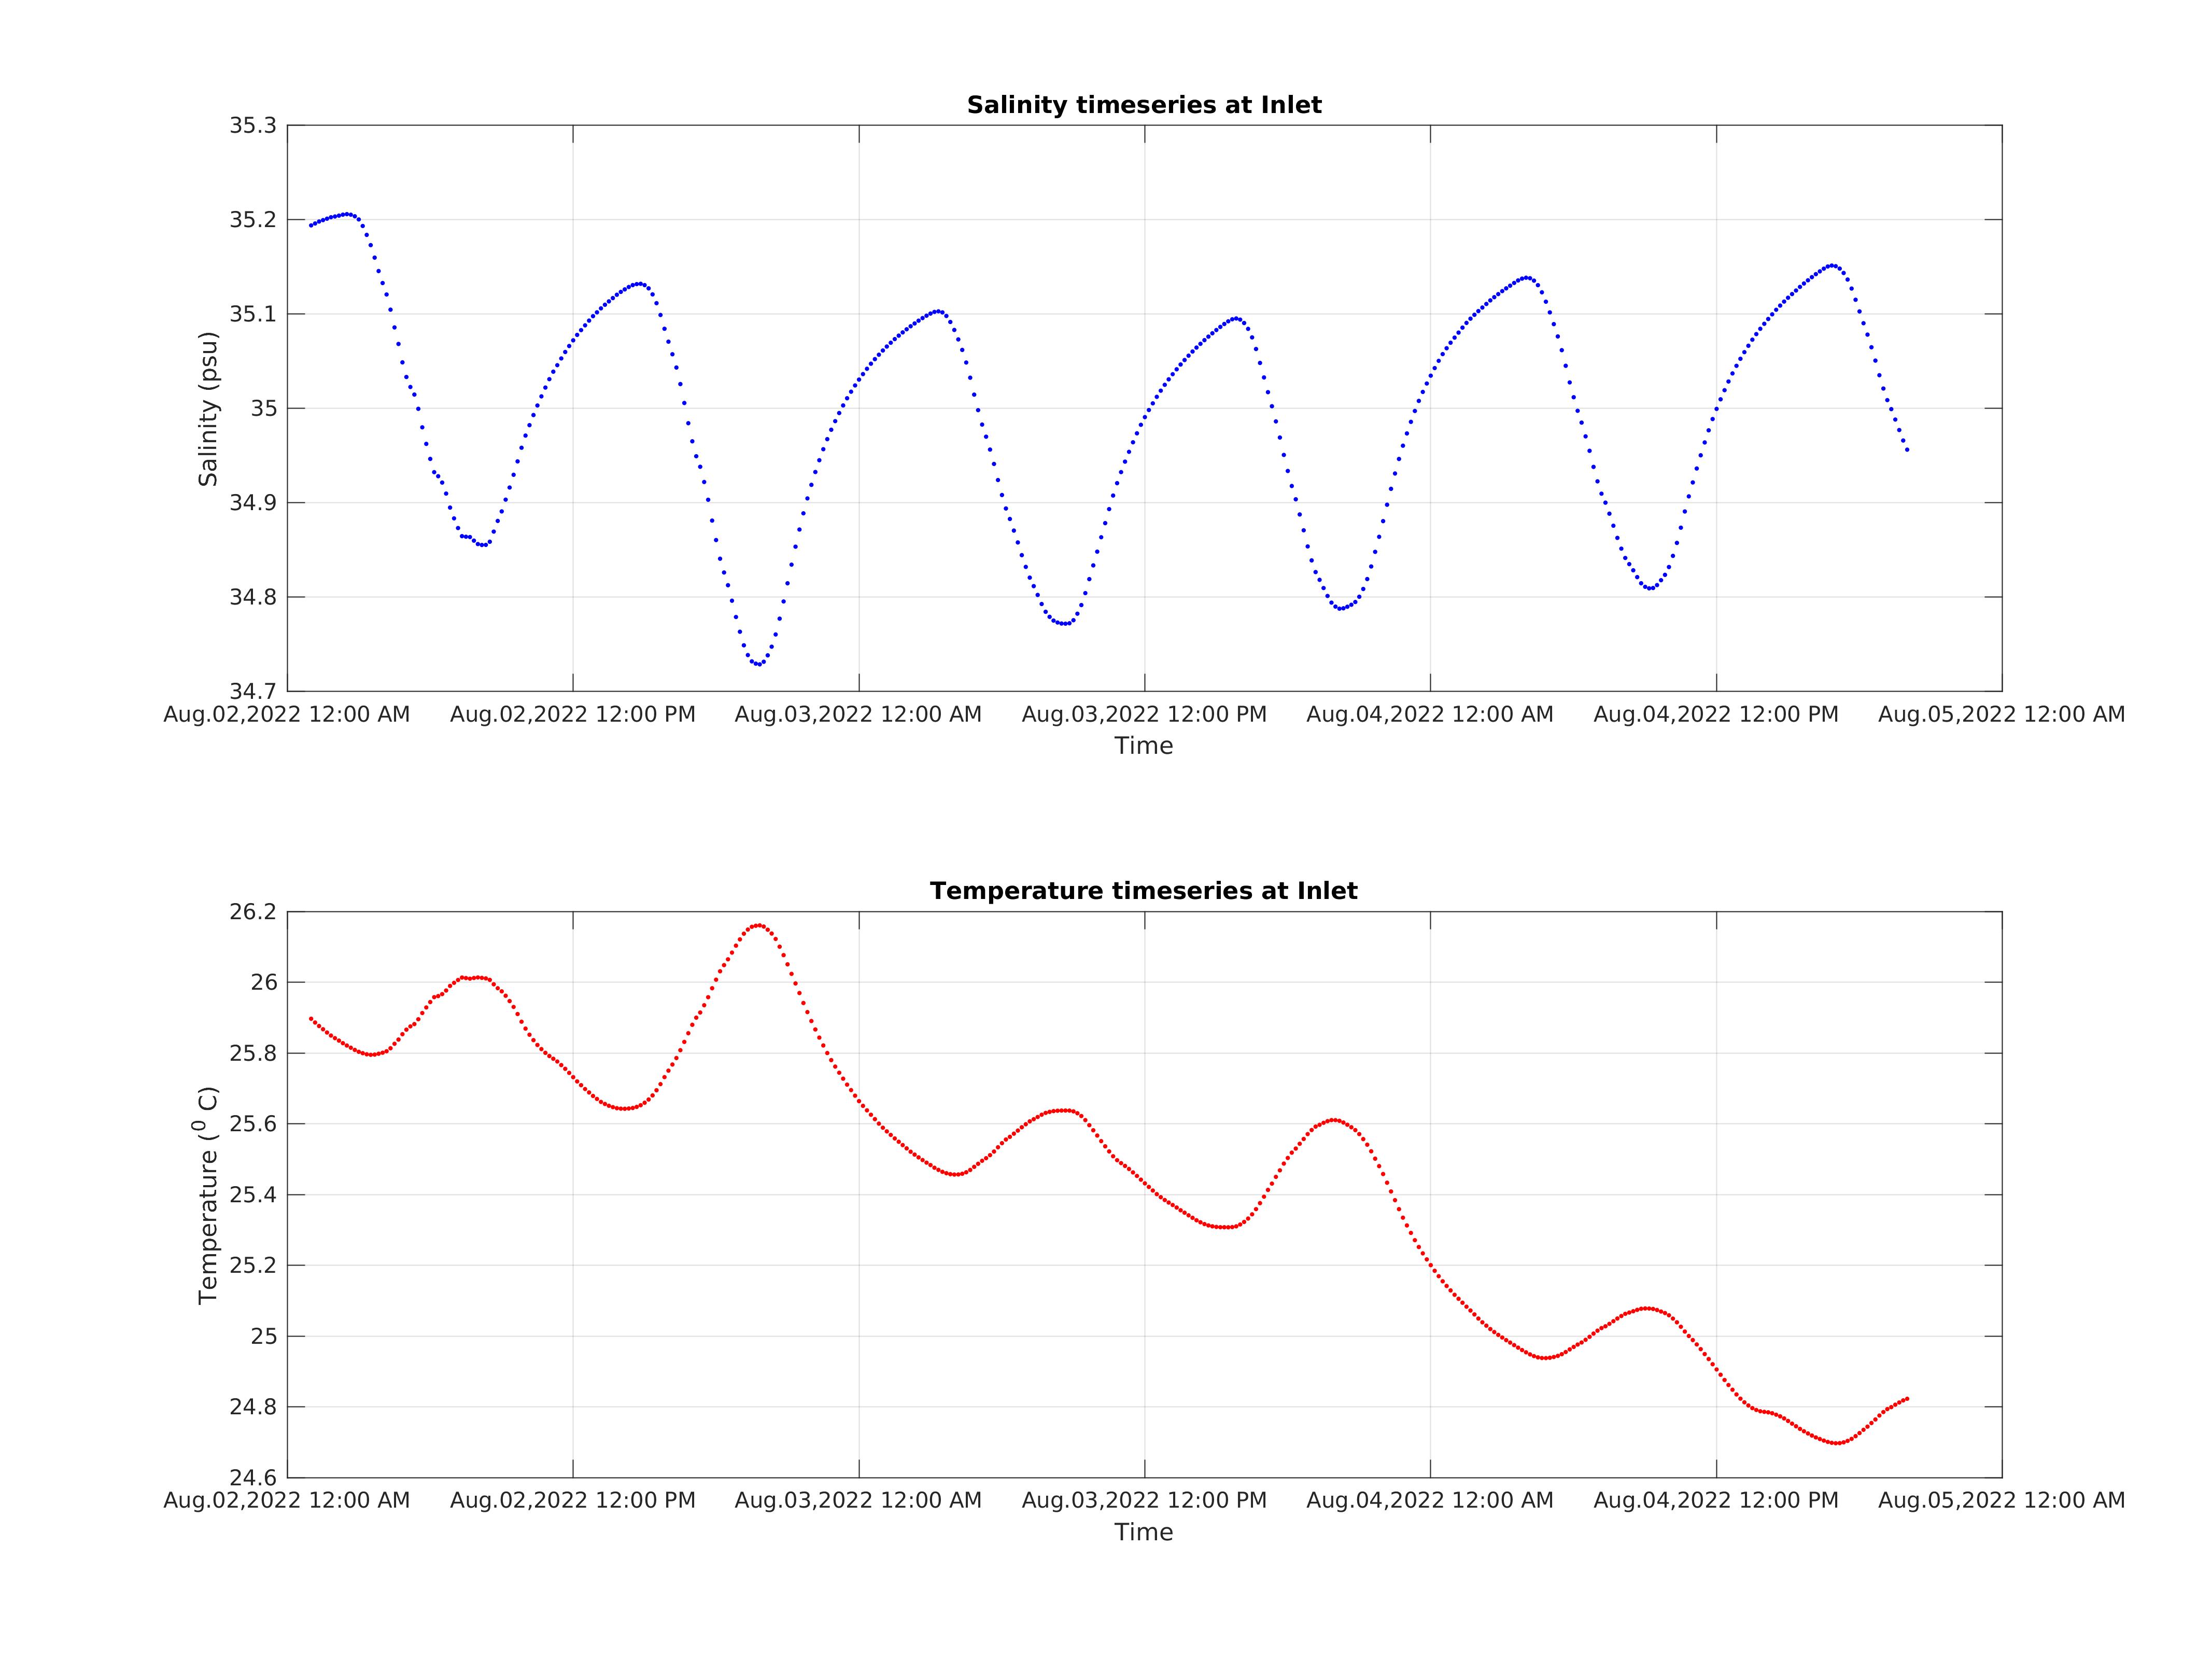 Salinity timeseries at Inlet
35.3
35.2
35.1
35
34.9
34.8
34.7
Salinity (psu)
Aug.02,2022 12:00 AM Aug.02,2022 12:00 PM Aug.03,2022 12:00 AM Aug.03,2022 12:00 PM Aug.04,2022 12:00 AM Aug.04,2022 12:00 PM Aug.05,2022 12:00 AM
Time
Temperature timeseries at Inlet
26.2
26
25.8
25.6
25.4
25.2
25
24.8
24.6
Temperature (⁰ C)
Aug.02,2022 12:00 AM Aug.02,2022 12:00 PM Aug.03,2022 12:00 AM Aug.03,2022 12:00 PM Aug.04,2022 12:00 AM Aug.04,2022 12:00 PM Aug.05,2022 12:00 AM
Time